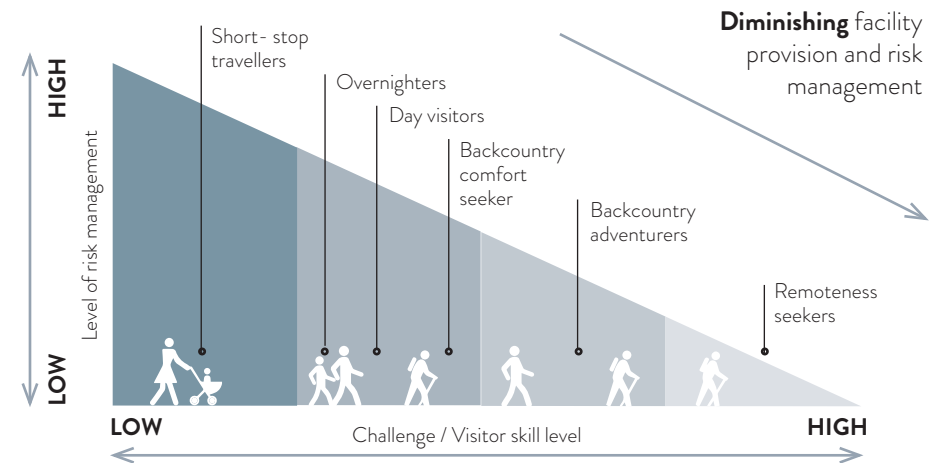 Short- stop
travellers
Overnighters
Day visitors
Backcountry
comfort
seeker
Backcountry
adventurers
Remoteness
seekers
Diminishing facility
provision and risk
management
HIGH
Level of risk management
LOW
LOW
Challenge / Visitor skill level
HIGH